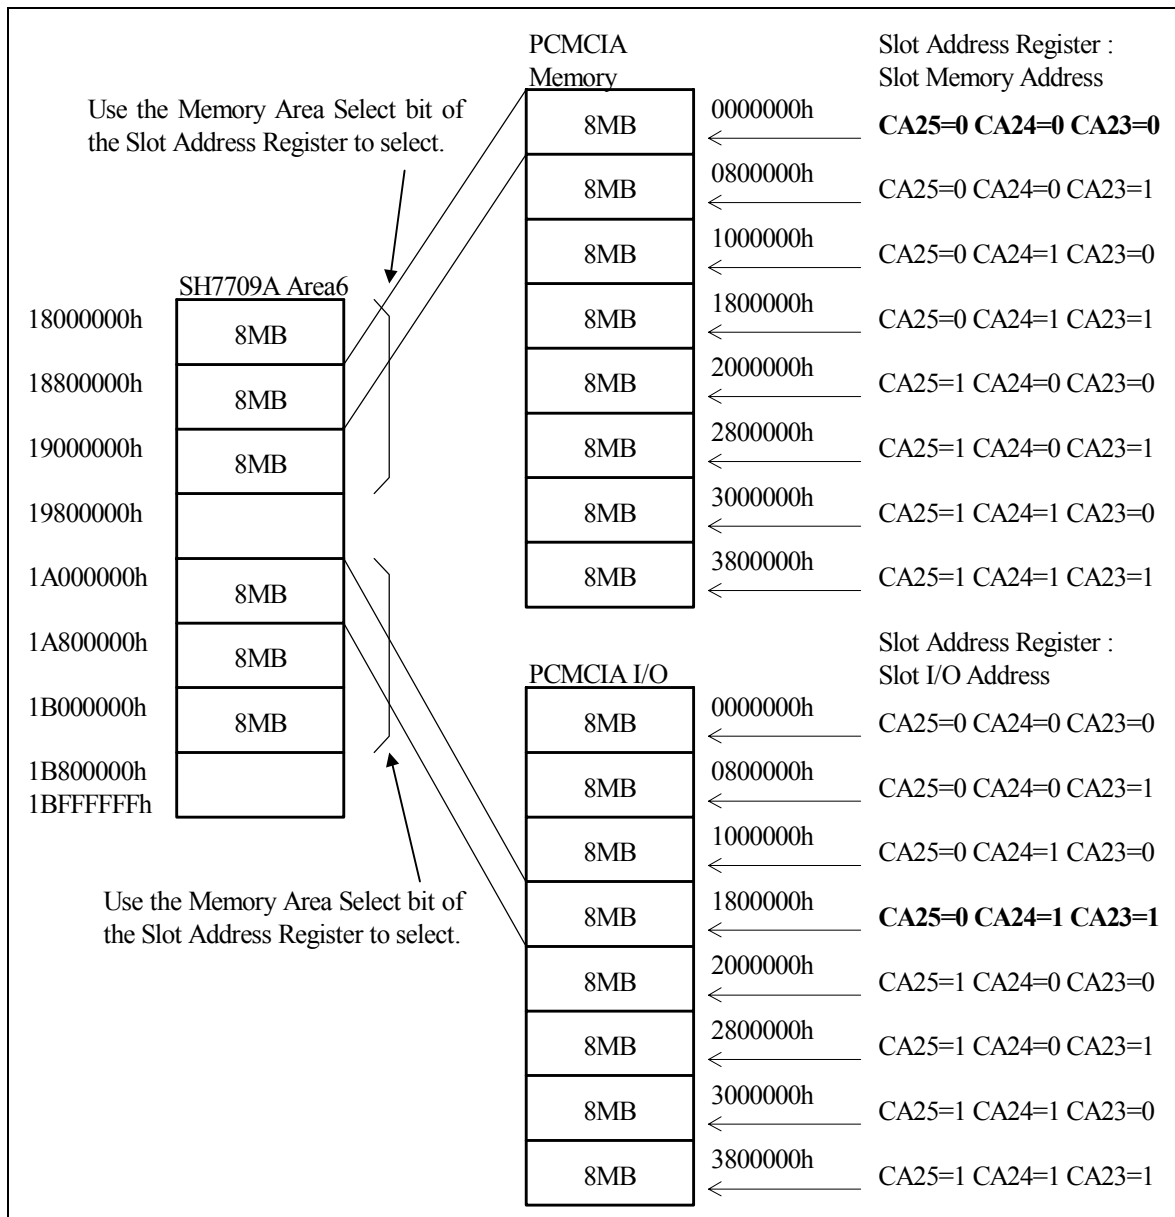 PCMCIA
Memory
Slot Address Register :
Slot Memory Address
Use the Memory Area Select bit of
the Slot Address Register to select.
8MB
0000000h
CA25=0 CA24=0 CA23=0
8MB
0800000h
CA25=0 CA24=0 CA23=1
8MB
1000000h
CA25=0 CA24=1 CA23=0
8MB
1800000h
CA25=0 CA24=1 CA23=1
8MB
2000000h
CA25=1 CA24=0 CA23=0
8MB
2800000h
CA25=1 CA24=0 CA23=1
8MB
3000000h
CA25=1 CA24=1 CA23=0
8MB
3800000h
CA25=1 CA24=1 CA23=1
SH7709A Area6
18000000h
8MB
18800000h
8MB
19000000h
8MB
19800000h
1A000000h
8MB
1A800000h
8MB
1B000000h
8MB
1B800000h
1BFFFFFFh
Use the Memory Area Select bit of
the Slot Address Register to select.
PCMCIA I/O
Slot Address Register :
Slot I/O Address
8MB
0000000h
CA25=0 CA24=0 CA23=0
8MB
0800000h
CA25=0 CA24=0 CA23=1
8MB
1000000h
CA25=0 CA24=1 CA23=0
8MB
1800000h
CA25=0 CA24=1 CA23=1
8MB
2000000h
CA25=1 CA24=0 CA23=0
8MB
2800000h
CA25=1 CA24=0 CA23=1
8MB
3000000h
CA25=1 CA24=1 CA23=0
8MB
3800000h
CA25=1 CA24=1 CA23=1